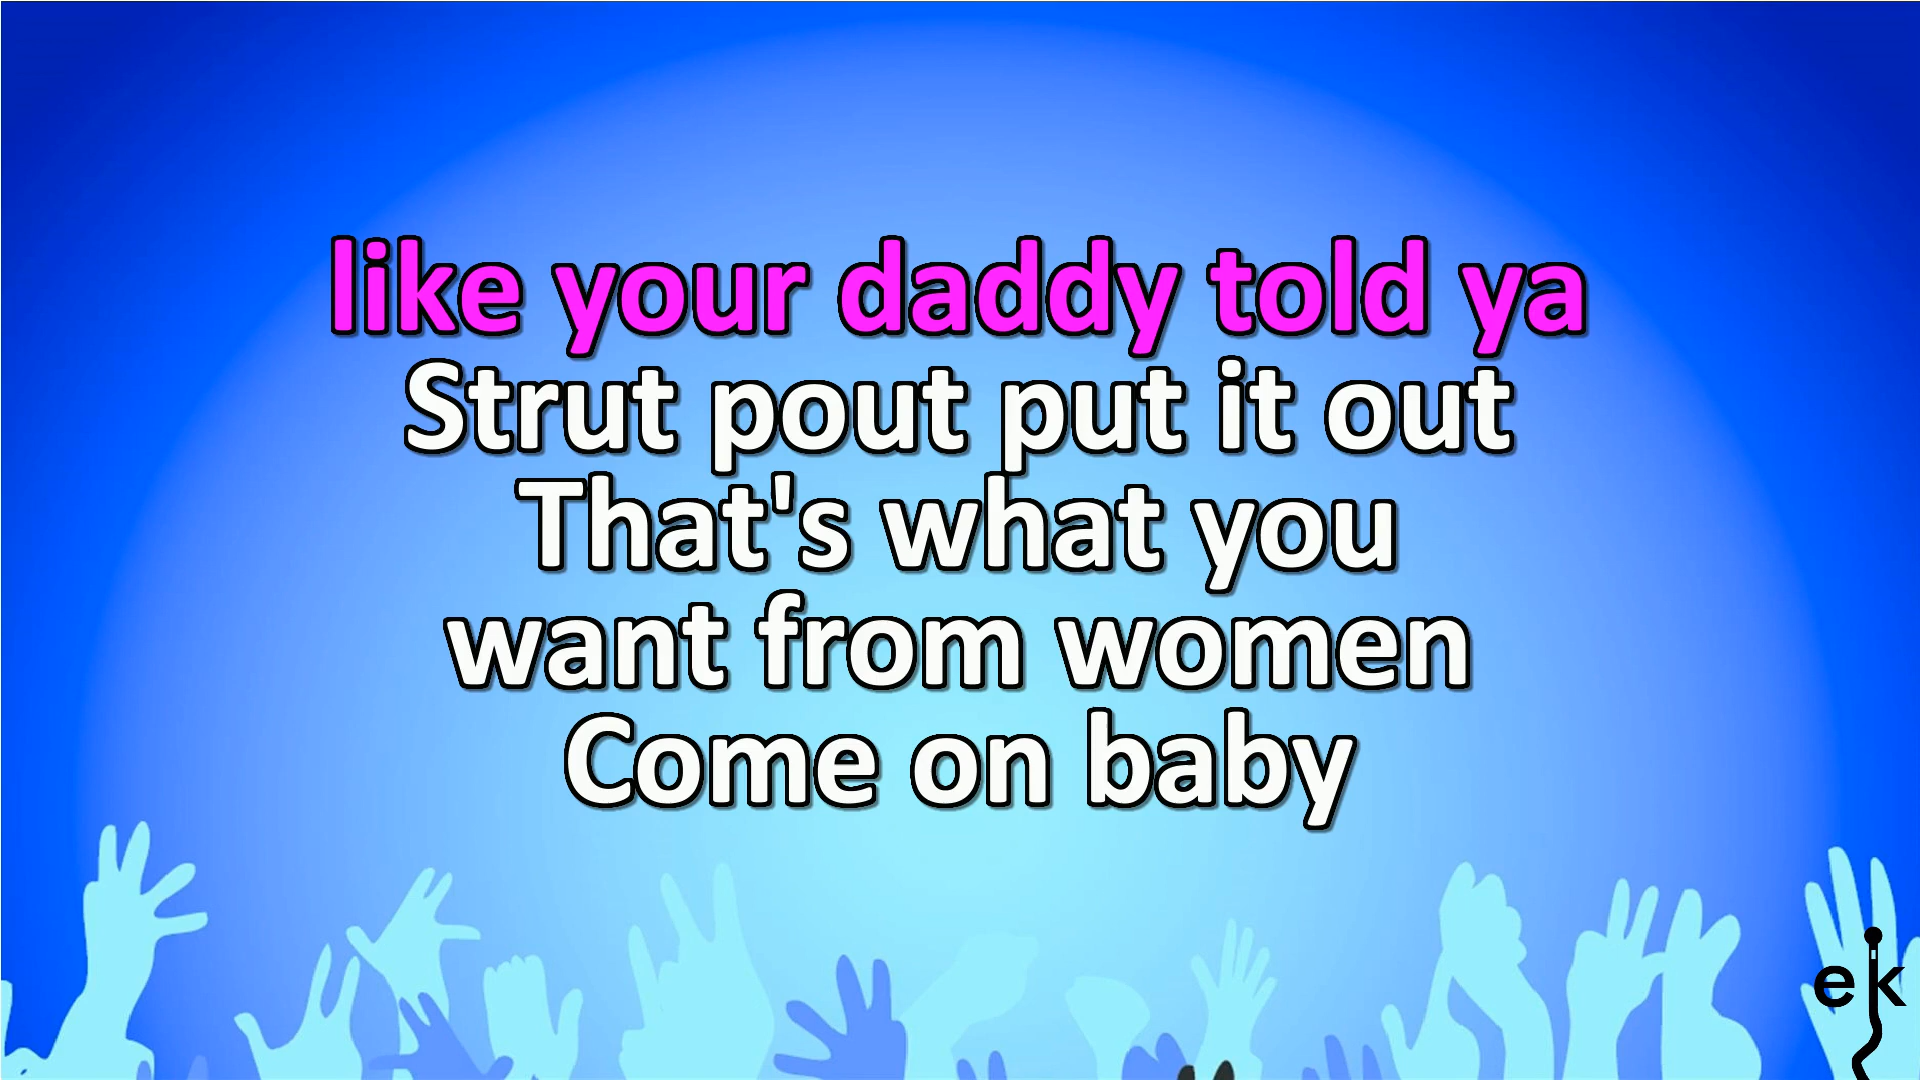 like your daddy told ya
Strut pout put it out
That's what you
want from women
Come on baby
ek